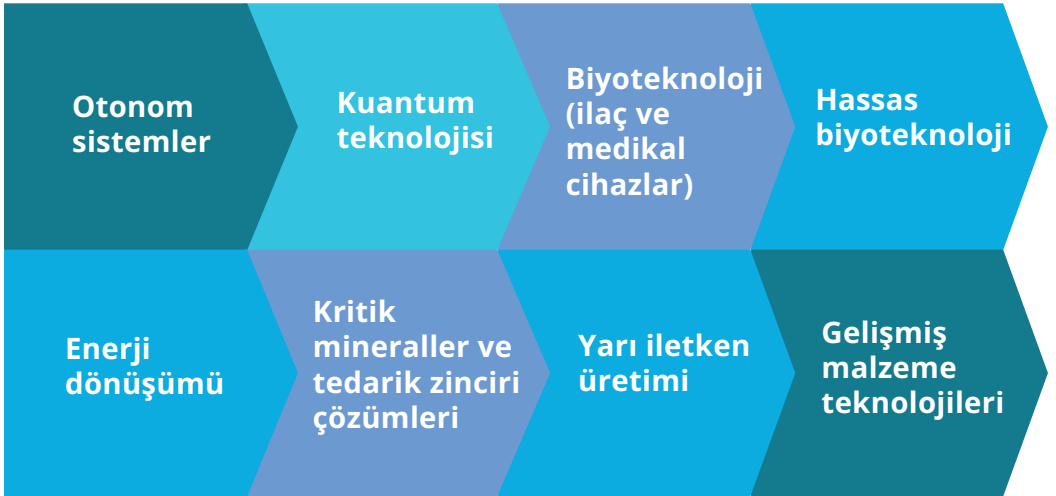 Otonom
sistemler
Kuantum
teknolojisi
Biyoteknoloji
(ilaç ve
medikal
cihazlar)
Hassas
biyoteknoloji
Enerji
dönüşümü
Kritik
mineraller ve
tedarik zinciri
çözümleri
Yarı iletken
üretimi
Gelişmiş
malzeme
teknolojileri